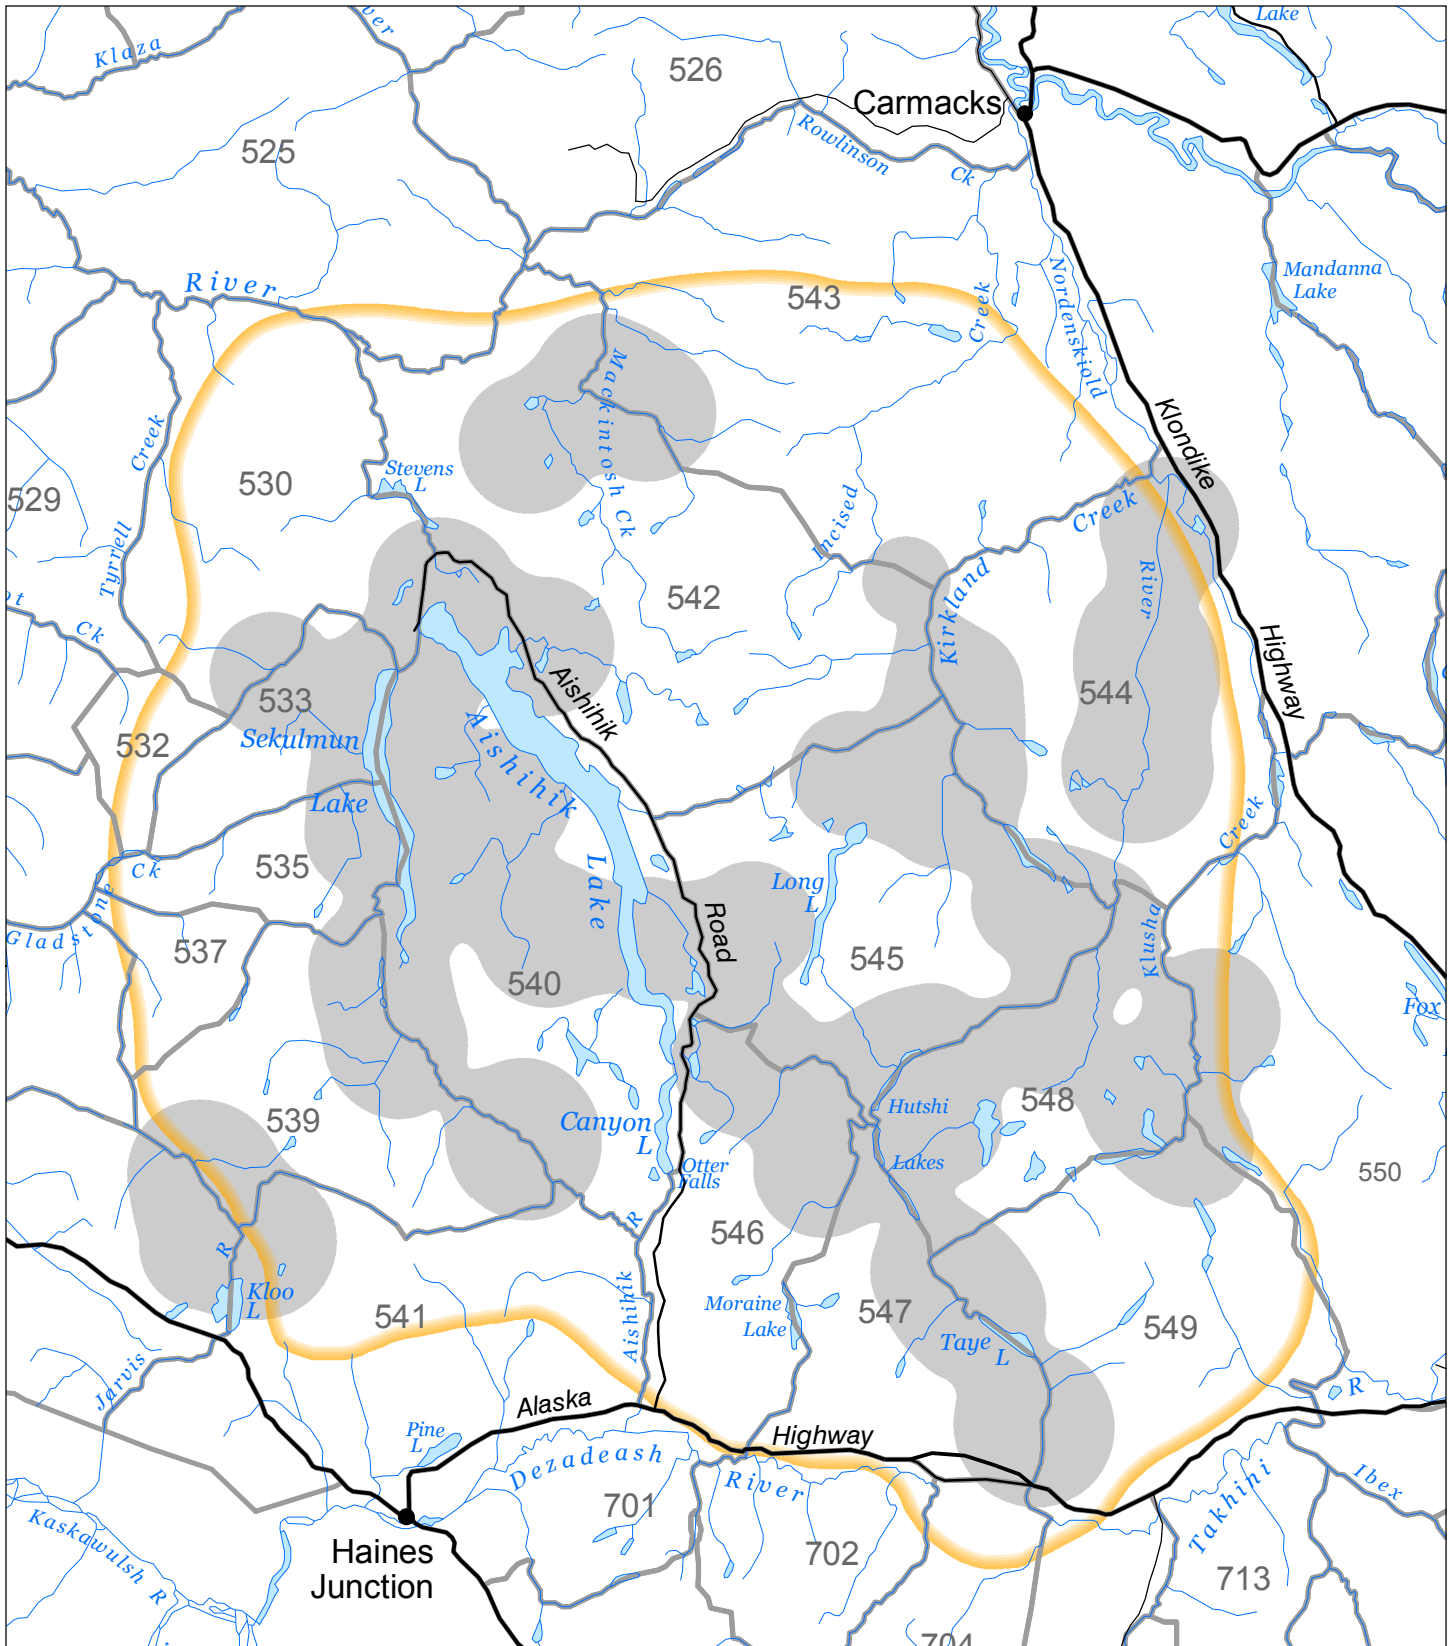 Lake
Klaza
ver
526
Carmacks
Rowlinson
Ck
525
Mandanna
Lake
River
543
Creek
Nordenskiold
Mackintosh Ck
Klondike
Creek
Stevens
L
530
529
Incised
Creek
Tyrrell
River
Kirkland
542
ot
Ck
Highway
533
544
Aishihik
Sekulmun
532
Aishihik
Lake
Creek
Ck
535
Lake
Long
L
Road
Gladstone
Klusha
537
545
540
Fox
Canyon
L
539
Hutshi
548
Lakes
Otter
Falls
550
R
546
R
Kloo
L
541
Aishihik
Moraine
Lake
547
549
Taye
L
Jarvis
R
Alaska
Pine
L
Highway
Dezadeash
River
Ibex
Takhini
701
Kaskawulsh R
Haines
Junction
702
713
704